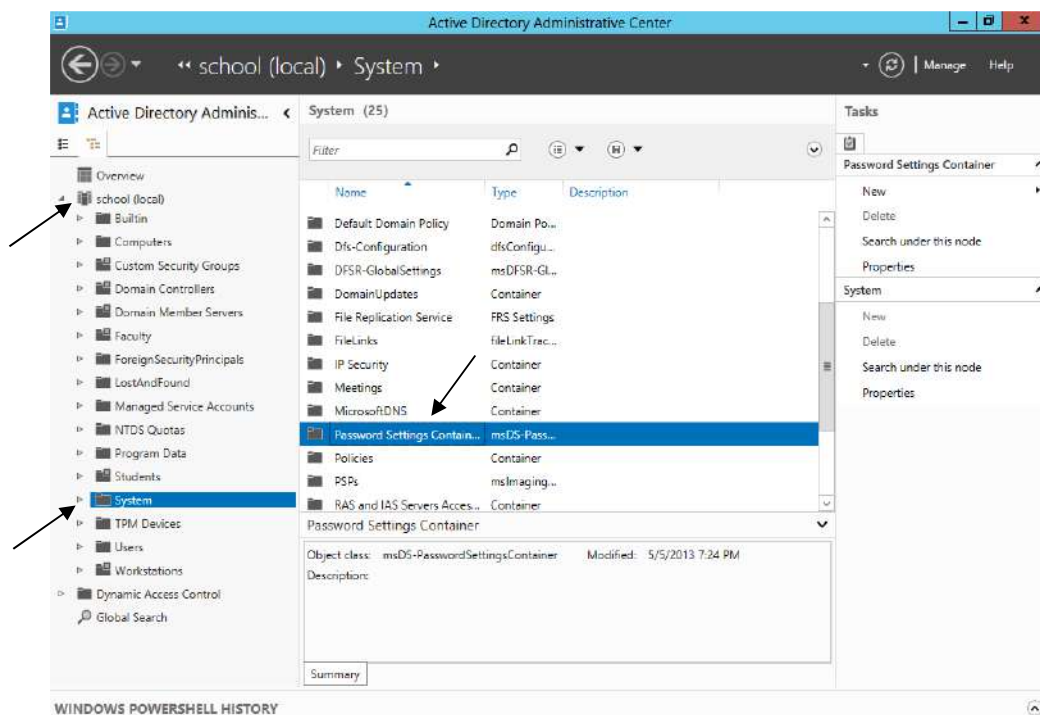 Active Directory Administrative Center
school (local) System
Manage Help
Active Directory Adminis...
Overview
school (local)
Builtin
Computers
Custom Security Groups
Domain Controllers
Domain Member Servers
Faculty
ForeignSecurityPrincipals
LostAndFound
Managed Service Accounts
NTDS Quotas
Program Data
Students
System
TPM Devices
Users
Workstations
Dynamic Access Control
Global Search
System (25)
Filter
Name Type Description
Default Domain Policy Domain Po...
Dfs-Configuration dfsConfigu...
DFSR-GlobalSettings msDFSR-Gl...
DomainUpdates Container
File Replication Service FRS Settings
FileLinks fileLinkTrac...
IP Security Container
Meetings Container
MicrosoftDNS Container
Password Settings Contain... msDS-Pass...
Policies Container
PSPs msImaging...
RAS and IAS Servers Acces... Container
Password Settings Container
Object class: msDS-PasswordSettingsContainer Modified: 5/5/2013 7:24 PM
Description:
Summary
Tasks
Password Settings Container
New
Delete
Search under this node
Properties
System
New
Delete
Search under this node
Properties
WINDOWS POWERSHELL HISTORY